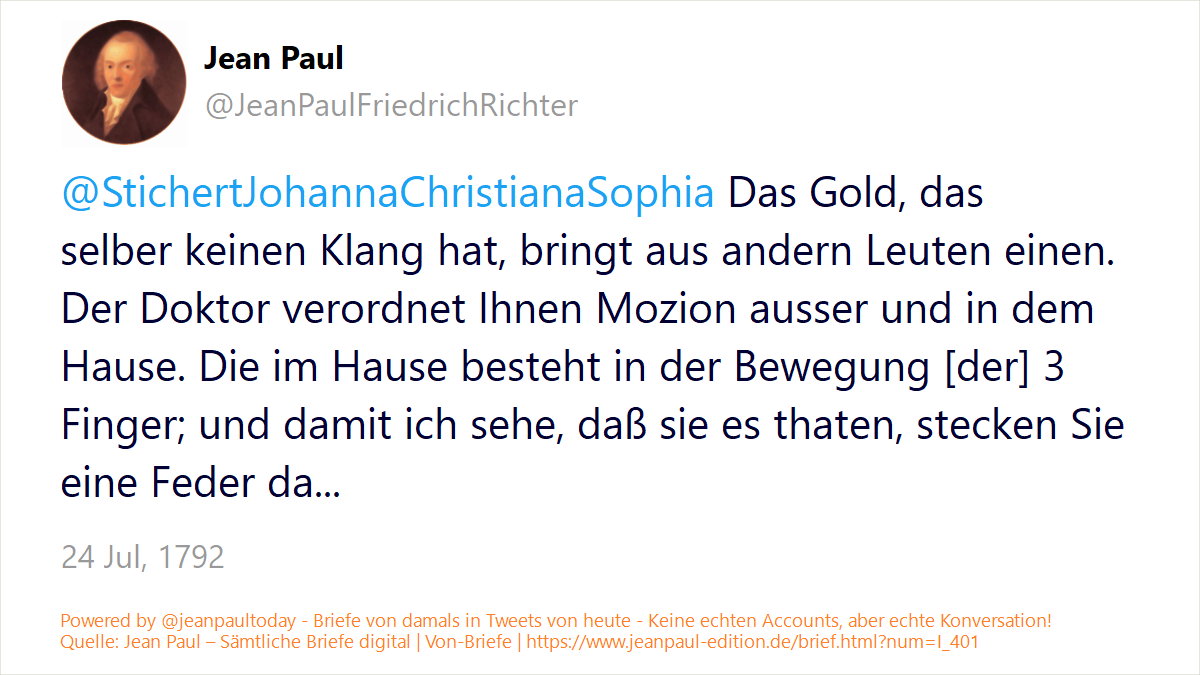 Jean Paul
@JeanPaulFriedrichRichter
@StichertJohannaChristianaSophia Das Gold, das
selber keinen Klang hat, bringt aus andern Leuten einen.
Der Doktor verordnet Ihnen Mozion ausser und in dem
Hause. Die im Hause besteht in der Bewegung [der] 3
Finger; und damit ich sehe, daß sie es thaten, stecken Sie
eine Feder da...
24 Jul, 1792
Powered by @jeanpaultoday - Briefe von damals in Tweets von heute - Keine echten Accounts, aber echte Konversation!
Quelle: Jean Paul – Sämtliche Briefe digital | Von-Briefe | https://www.jeanpaul-edition.de/brief.html?num=I_401